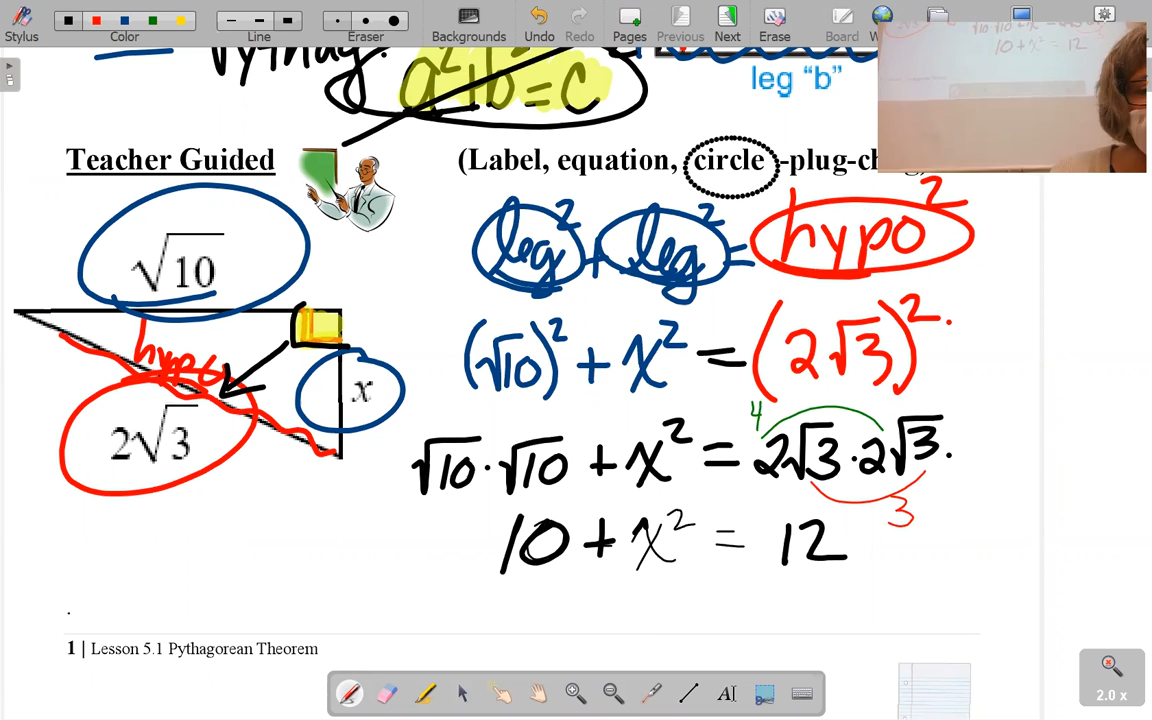 Stylus Color Line Eraser Backgrounds Undo Redo Pages Previous Next Erase Board
10 + x² = 12
Pythag.
a² + b = c
leg "b"
Teacher Guided (Label, equation, circle -plug-
leg² + leg² = hypo²
√10
(√10)² + x² = (2√3)².
hypo
x
2√3
4
√10 · √10 + x² = 2√3 · 2√3.
3
10 + x² = 12
.
1 | Lesson 5.1 Pythagorean Theorem
2.0 x